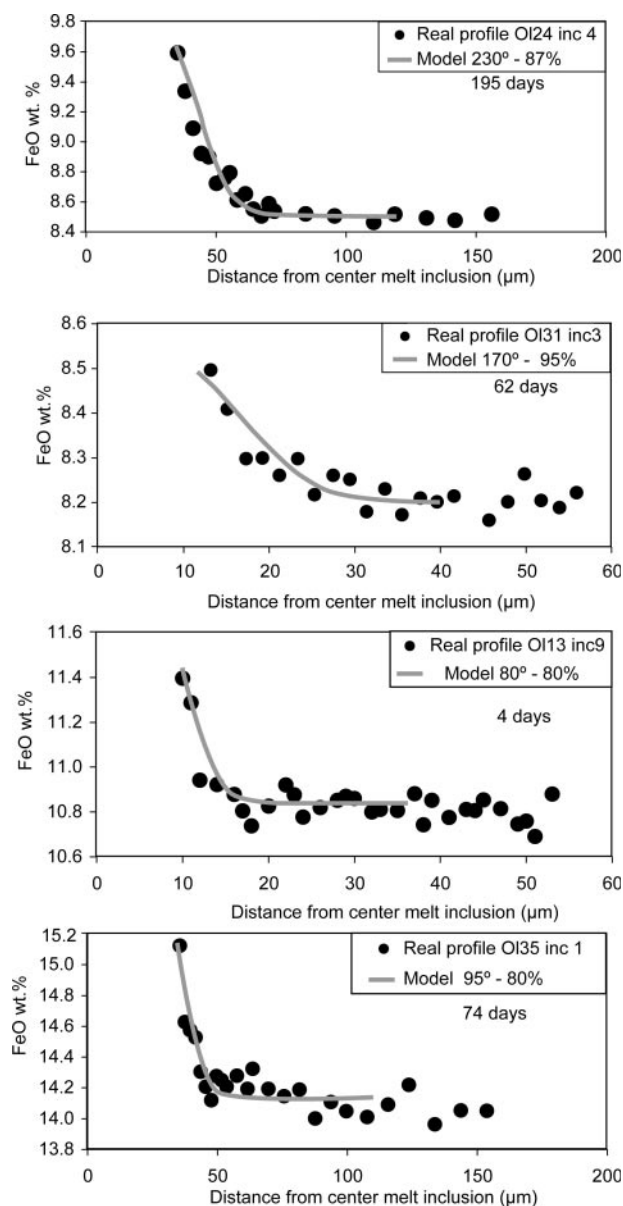 9.8
9.6
9.4
9.2
9.0
8.8
8.6
8.4
FeO wt. %
Real profile OI24 inc 4
Model 230º - 87%
195 days
0 50 100 150 200
Distance from center melt inclusion (µm)
8.6
8.5
8.4
8.3
8.2
8.1
FeO wt.%
Real profile OI31 inc3
Model 170º - 95%
62 days
0 10 20 30 40 50 60
Distance from center melt inclusion (µm)
11.6
11.4
11.2
11.0
10.8
10.6
FeO wt.%
Real profile OI13 inc9
Model 80º - 80%
4 days
0 10 20 30 40 50 60
Distance from center melt inclusion (µm)
15.2
15.0
14.8
14.6
14.4
14.2
14.0
13.8
FeO wt.%
Real profile OI35 inc 1
Model 95º - 80%
74 days
0 50 100 150 200
Distance from center melt inclusion (µm)